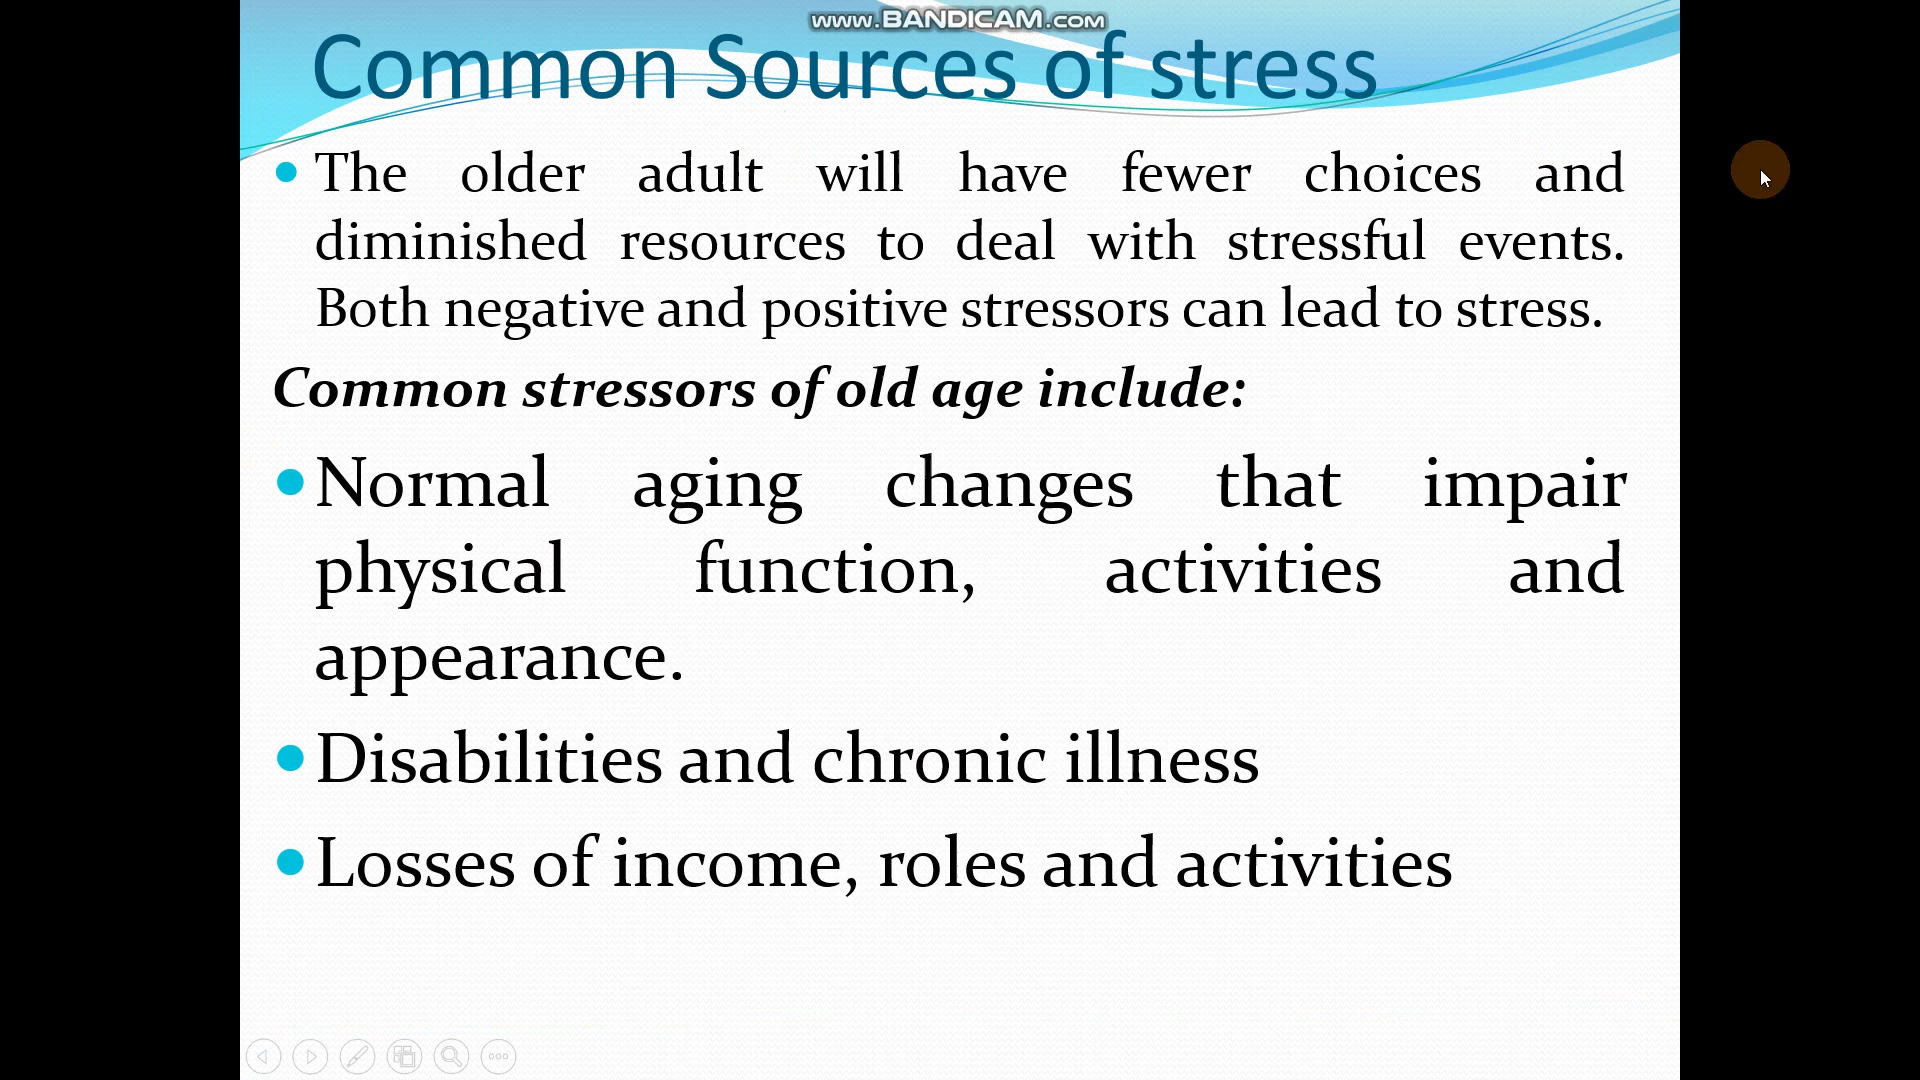 www.BANDICAM.com
Common Sources of stress
The older adult will have fewer choices and
diminished resources to deal with stressful events.
Both negative and positive stressors can lead to stress.
Common stressors of old age include:
Normal aging changes that impair
physical function, activities and
appearance.
Disabilities and chronic illness
Losses of income, roles and activities